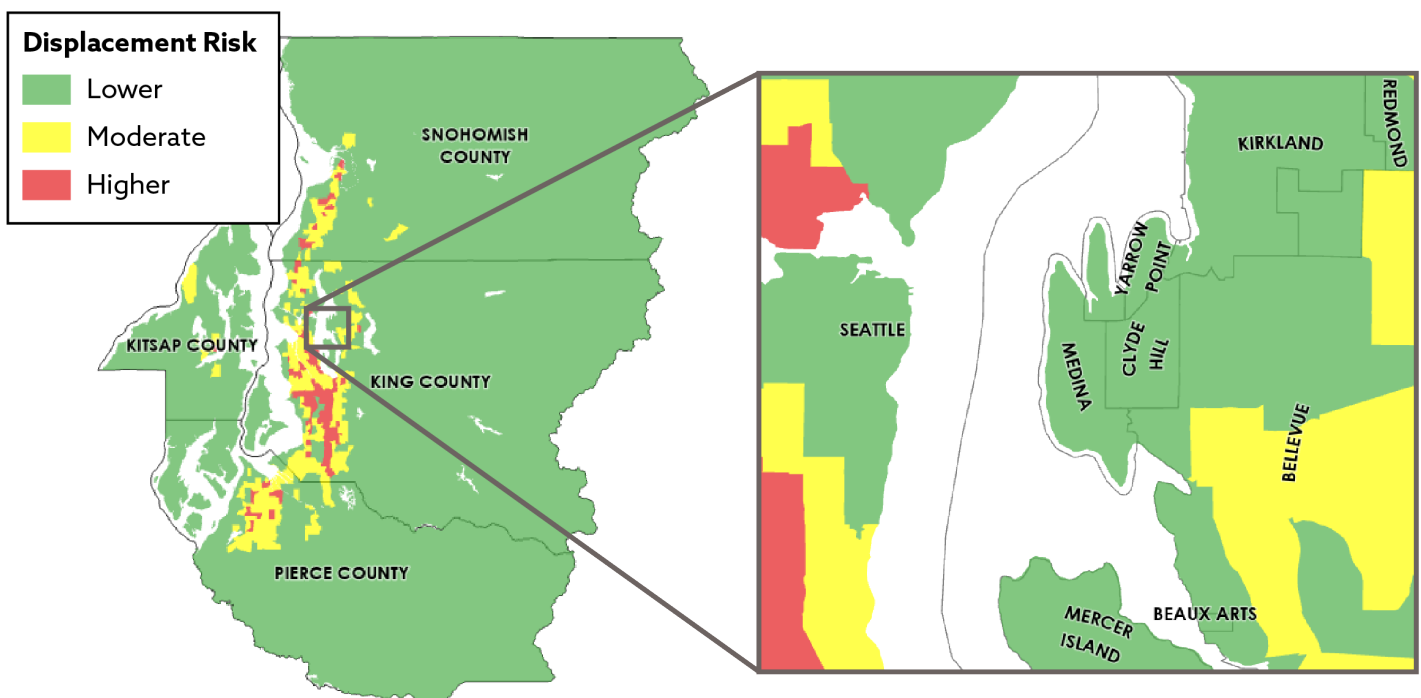 Displacement Risk
Lower
Moderate
Higher
SNOHOMISH
COUNTY
KITSAP COUNTY
KING COUNTY
PIERCE COUNTY
REDMOND
KIRKLAND
YARROW
POINT
SEATTLE
CLYDE
HILL
MEDINA
BELLEVUE
BEAUX ARTS
MERCER
ISLAND